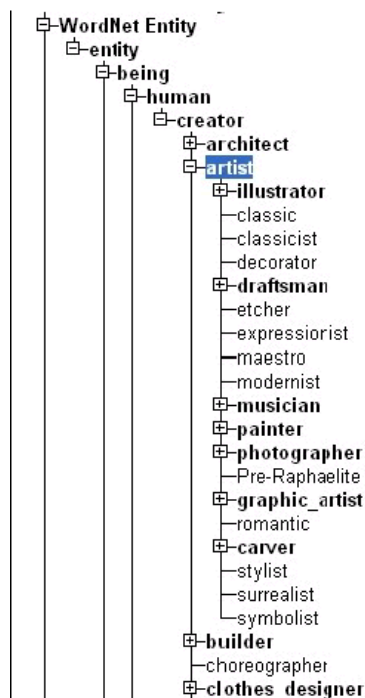 WordNet Entity
entity
being
human
creator
architect
artist
illustrator
classic
classicist
decorator
draftsman
etcher
expressiorist
maestro
modernist
musician
painter
photographer
Pre-Raphaelite
graphic_artist
romantic
carver
stylist
surrealist
symbolist
builder
choreographer
clothes_designer